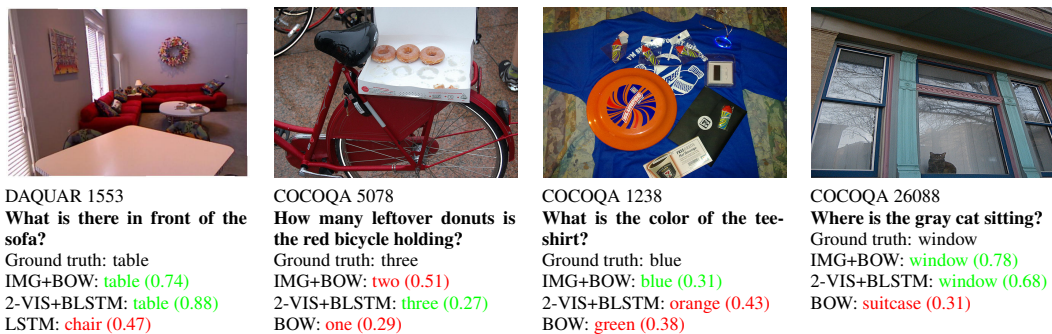 DAQUAR 1553
What is there in front of the
sofa?
Ground truth: table
IMG+BOW: table (0.74)
2-VIS+BLSTM: table (0.88)
LSTM: chair (0.47)
COCOQA 5078
How many leftover donuts is
the red bicycle holding?
Ground truth: three
IMG+BOW: two (0.51)
2-VIS+BLSTM: three (0.27)
BOW: one (0.29)
COCOQA 1238
What is the color of the tee-
shirt?
Ground truth: blue
IMG+BOW: blue (0.31)
2-VIS+BLSTM: orange (0.43)
BOW: green (0.38)
COCOQA 26088
Where is the gray cat sitting?
Ground truth: window
IMG+BOW: window (0.78)
2-VIS+BLSTM: window (0.68)
BOW: suitcase (0.31)